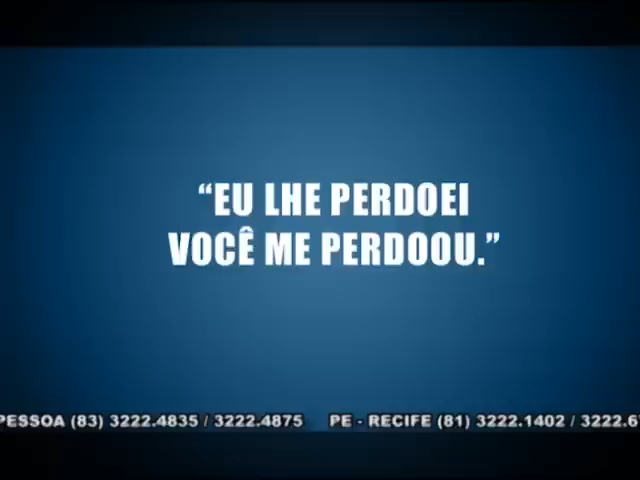 “EU LHE PERDOEI
VOCÊ ME PERDOOU.”
PESSOA (83) 3222.4835 / 3222.4875 PE - RECIFE (81) 3222.1402 / 3222.6